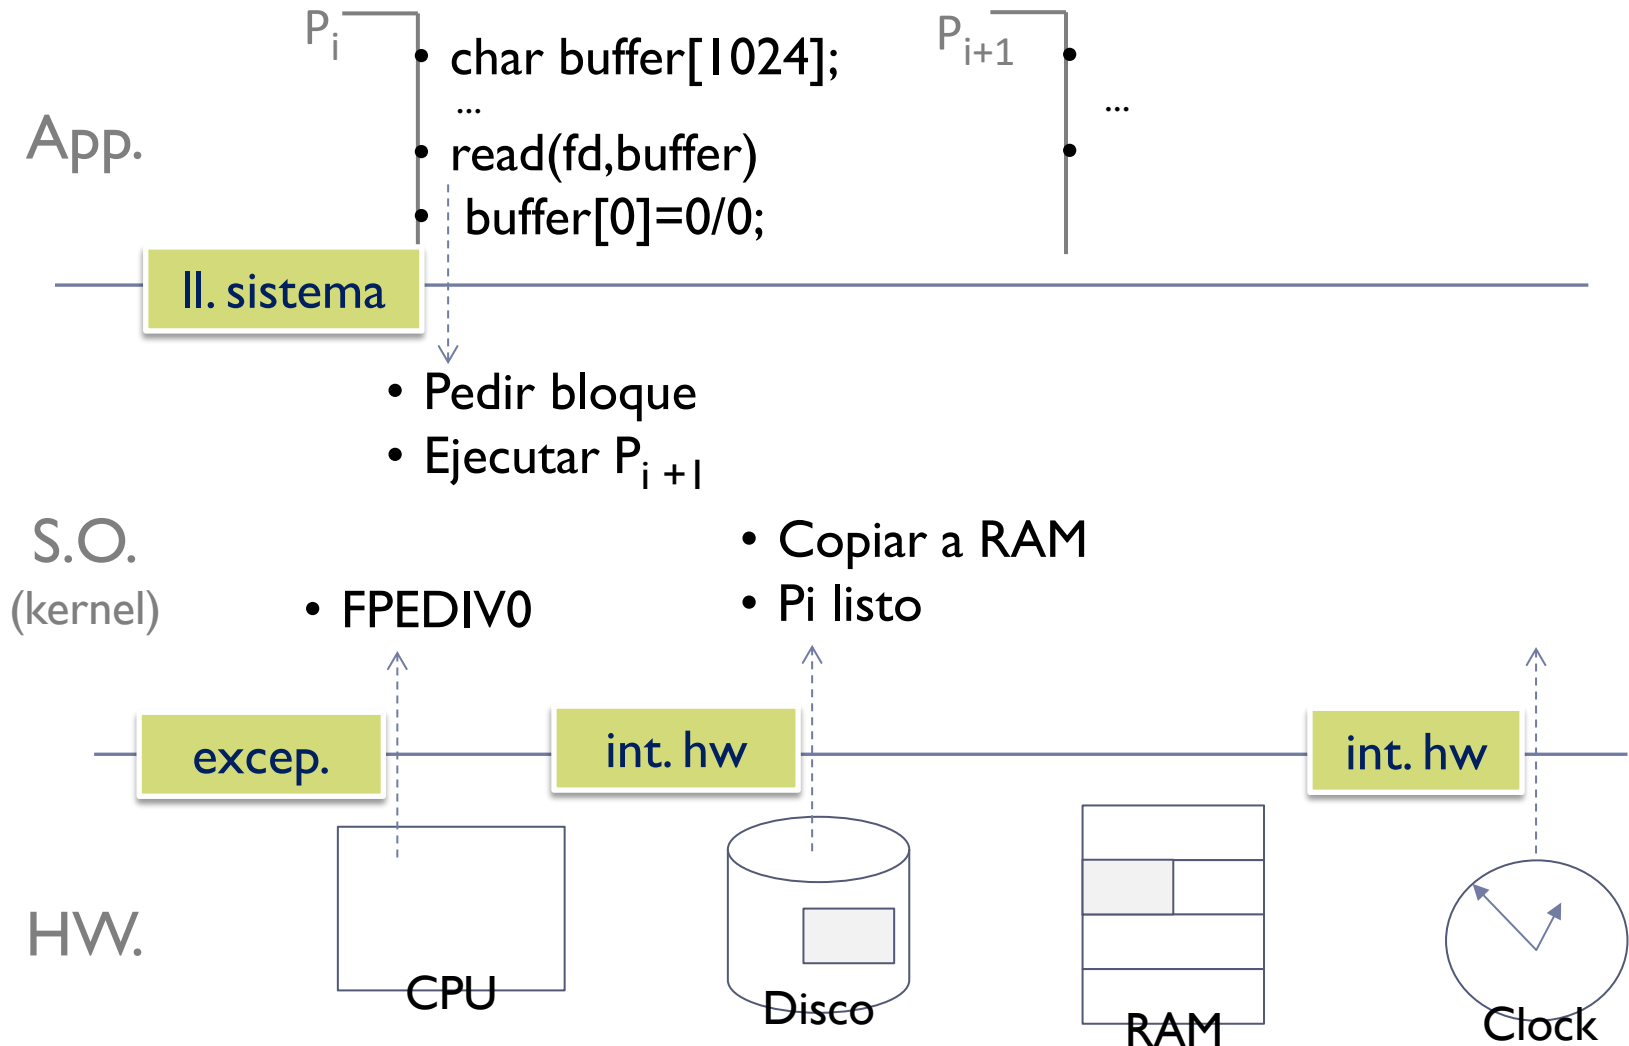 Pi
Pi+1
• char buffer[1024];
...
...
App.
• read(fd,buffer)
• buffer[0]=0/0;
ll. sistema
• Pedir bloque
• Ejecutar Pi +1
S.O.
(kernel)
• Copiar a RAM
• Pi listo
• FPEDIV0
excep.
int. hw
int. hw
HW.
CPU
Disco
RAM
Clock